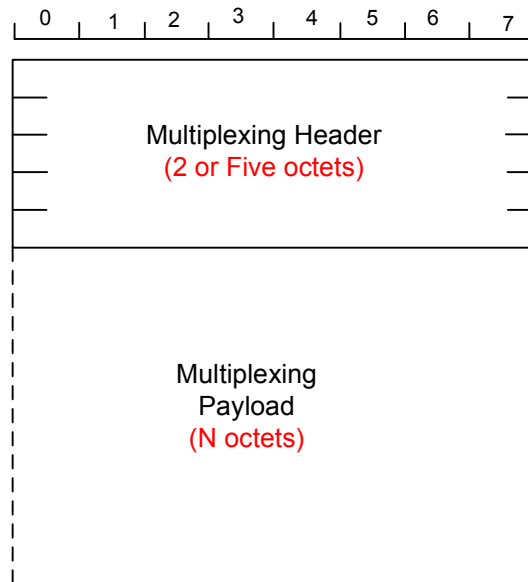 0 1 2 3 4 5 6 7
Multiplexing Header
(2 or Five octets)
Multiplexing
Payload
(N octets)